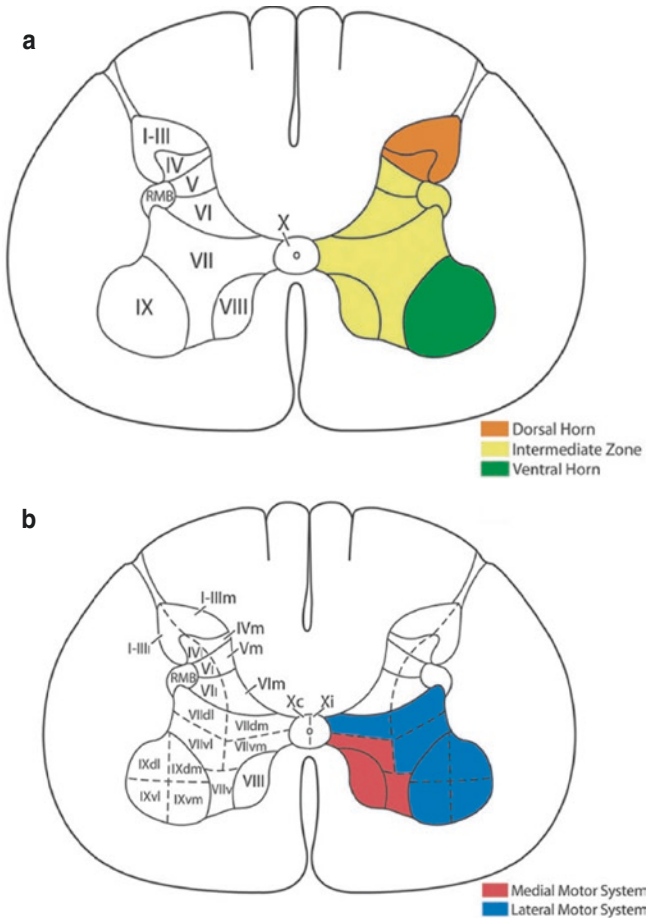 a
I-III
IV
V
RMB
VI
X
VII
IX
VIII
Dorsal Horn
Intermediate Zone
Ventral Horn
b
I-IIIm
IVm
I-IIIl
IVl
Vm
Vl
RMB
VIl
VIm
Xc Xi
VIIdl
VIIdm
VIIvl
VIIvm
IXdl
IXdm
VIII
VIIv
IXvl
IXvm
Medial Motor System
Lateral Motor System